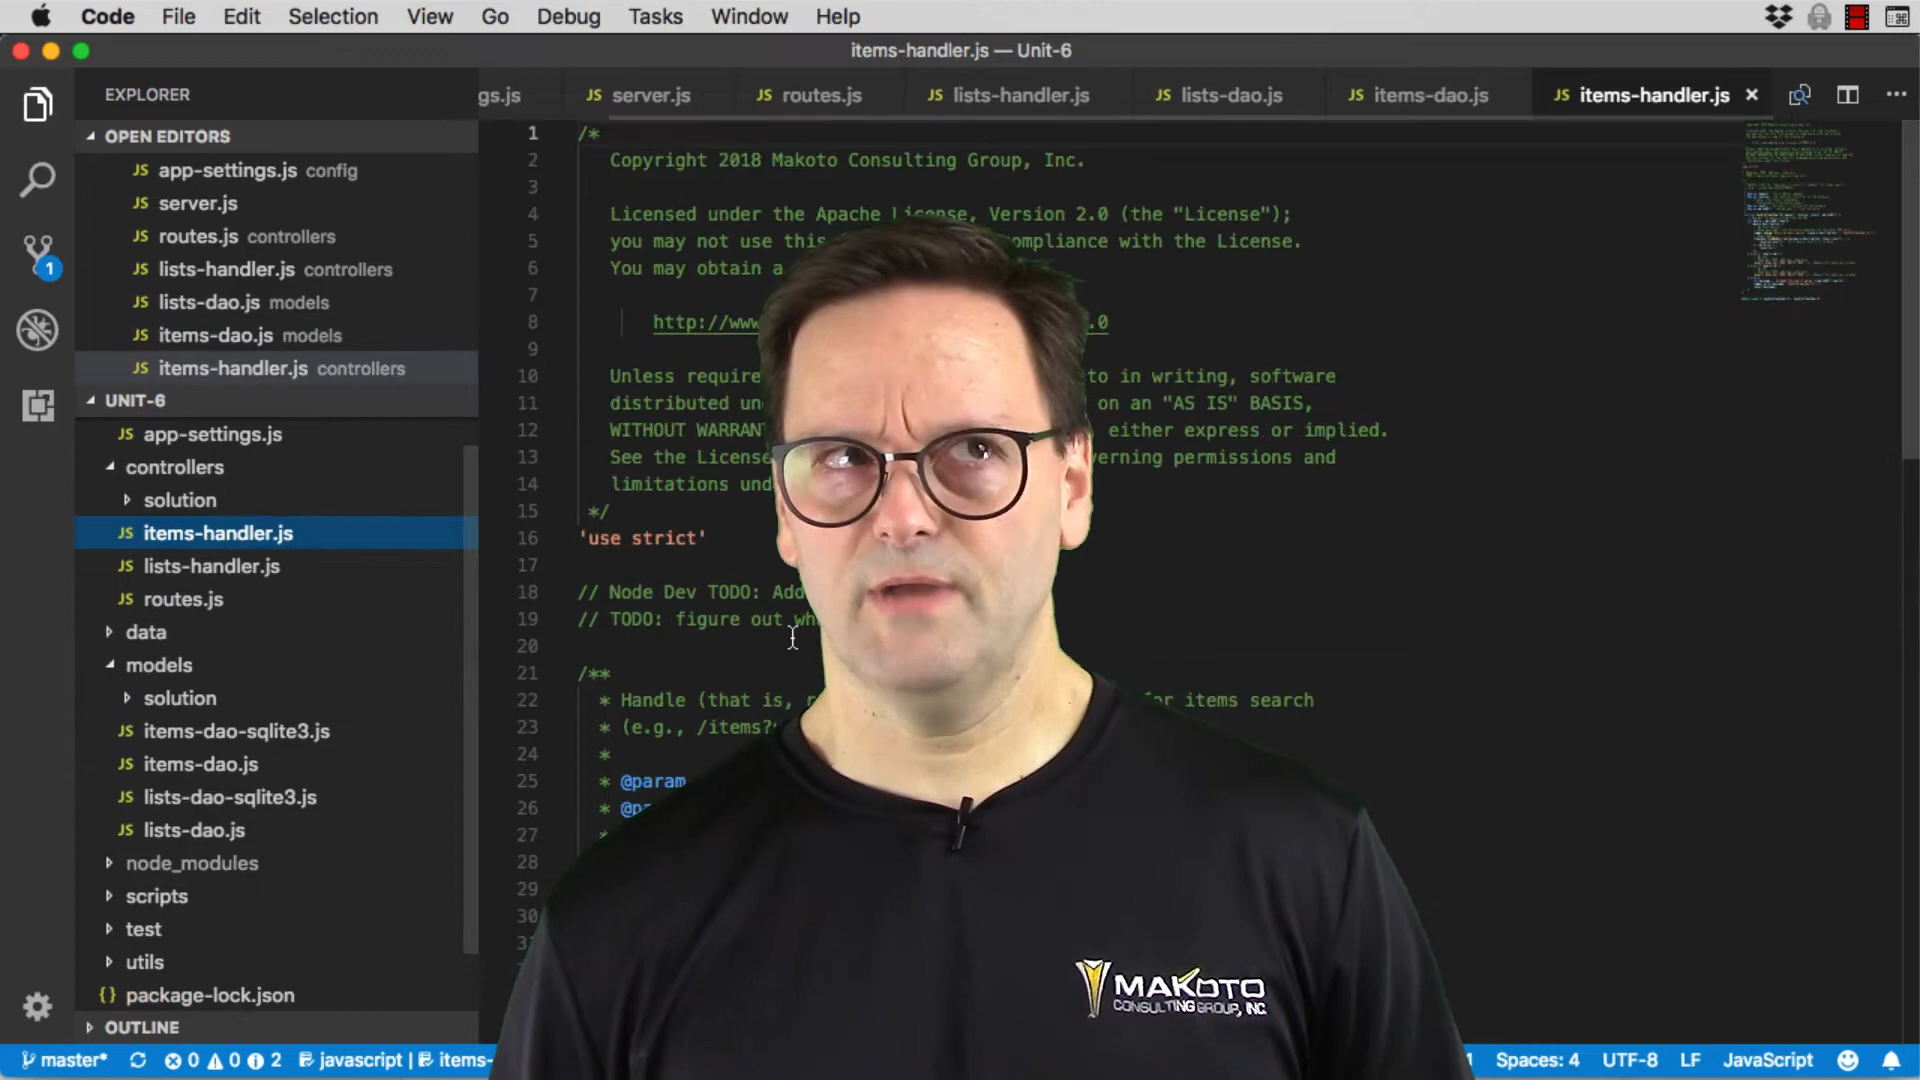 Code File Edit Selection View Go Debug Tasks Window Help
items-handler.js — Unit-6
EXPLORER
OPEN EDITORS
JS app-settings.js config
JS server.js
JS routes.js controllers
JS lists-handler.js controllers
JS lists-dao.js models
JS items-dao.js models
JS items-handler.js controllers
UNIT-6
JS app-settings.js
controllers
solution
JS items-handler.js
JS lists-handler.js
JS routes.js
data
models
solution
JS items-dao-sqlite3.js
JS items-dao.js
JS lists-dao-sqlite3.js
JS lists-dao.js
node_modules
scripts
test
utils
{} package-lock.json
OUTLINE
gs.js JS server.js JS routes.js JS lists-handler.js JS lists-dao.js JS items-dao.js JS items-handler.js ×
1 /*
2 Copyright 2018 Makoto Consulting Group, Inc.
3
4 Licensed under the Apache License, Version 2.0 (the "License");
5 you may not use this compliance with the License.
6 You may obtain a
7
8 http://www .0
9
10 Unless require to in writing, software
11 distributed on an "AS IS" BASIS,
12 WITHOUT either express or implied.
13 See the License permissions and
14 limitations
15 */
16 'use strict'
17
18 // Node Dev TODO: Add
19 // TODO: figure out
20
21 /**
22 * Handle (that is, for items search
23 * (e.g., /items?
24 *
25 * @param
26 *
27 *
28
29
30
MAKOTO
CONSULTING GROUP, INC.
master* 0 0 2 javascript | items-
Spaces: 4 UTF-8 LF JavaScript